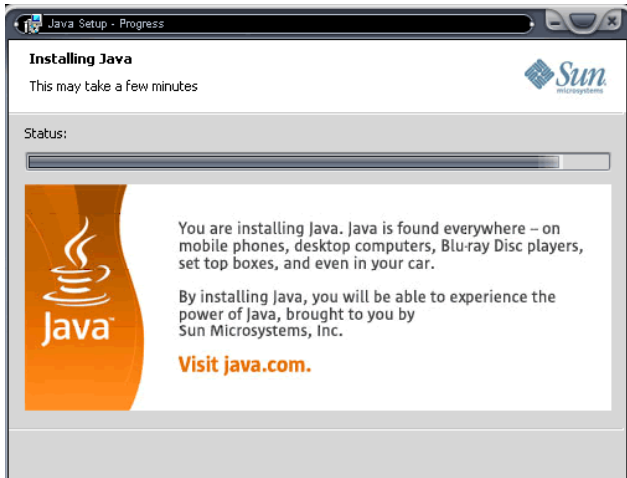 Java Setup - Progress
Installing Java
This may take a few minutes
Sun
microsystems
Status:
You are installing Java. Java is found everywhere – on
mobile phones, desktop computers, Blu-ray Disc players,
set top boxes, and even in your car.
By installing Java, you will be able to experience the
power of Java, brought to you by
Sun Microsystems, Inc.
Visit java.com.
Java™